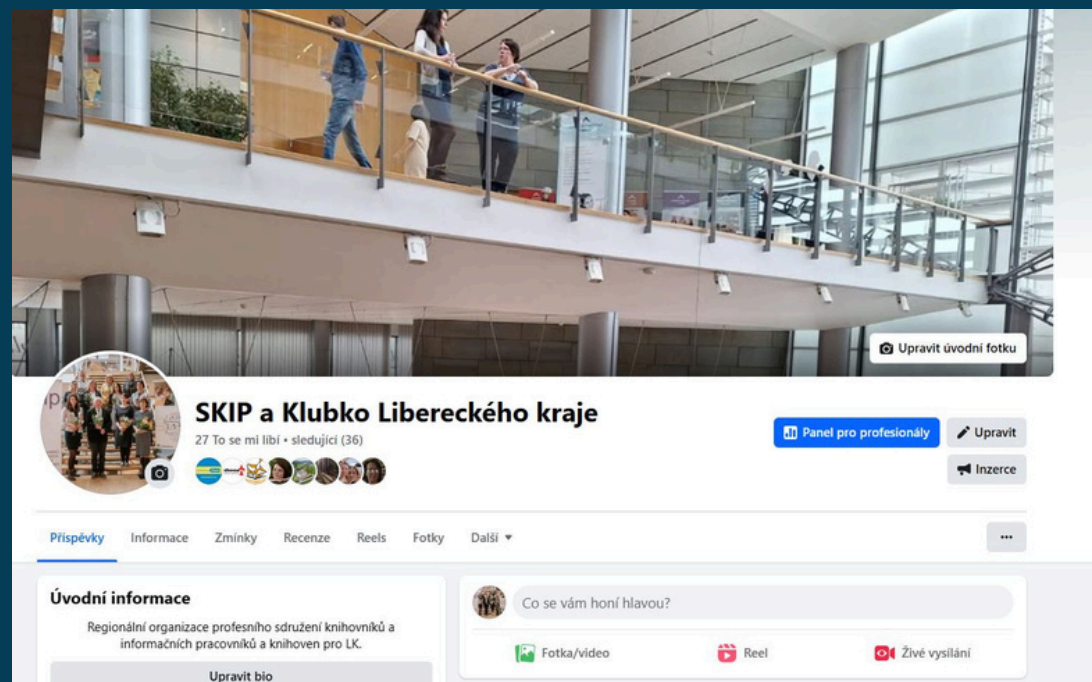 Upravit úvodní fotku
SKIP a Klubko Libereckého kraje
27 To se mi líbí • sledující (36)
Panel pro profesionály
Upravit
Inzerce
Příspěvky
Informace
Zmínky
Recenze
Reels
Fotky
Další
Úvodní informace
Regionální organizace profesního sdružení knihovníků a
informačních pracovníků a knihoven pro LK.
Upravit bio
Co se vám honí hlavou?
Fotka/video
Reel
Živé vysílání